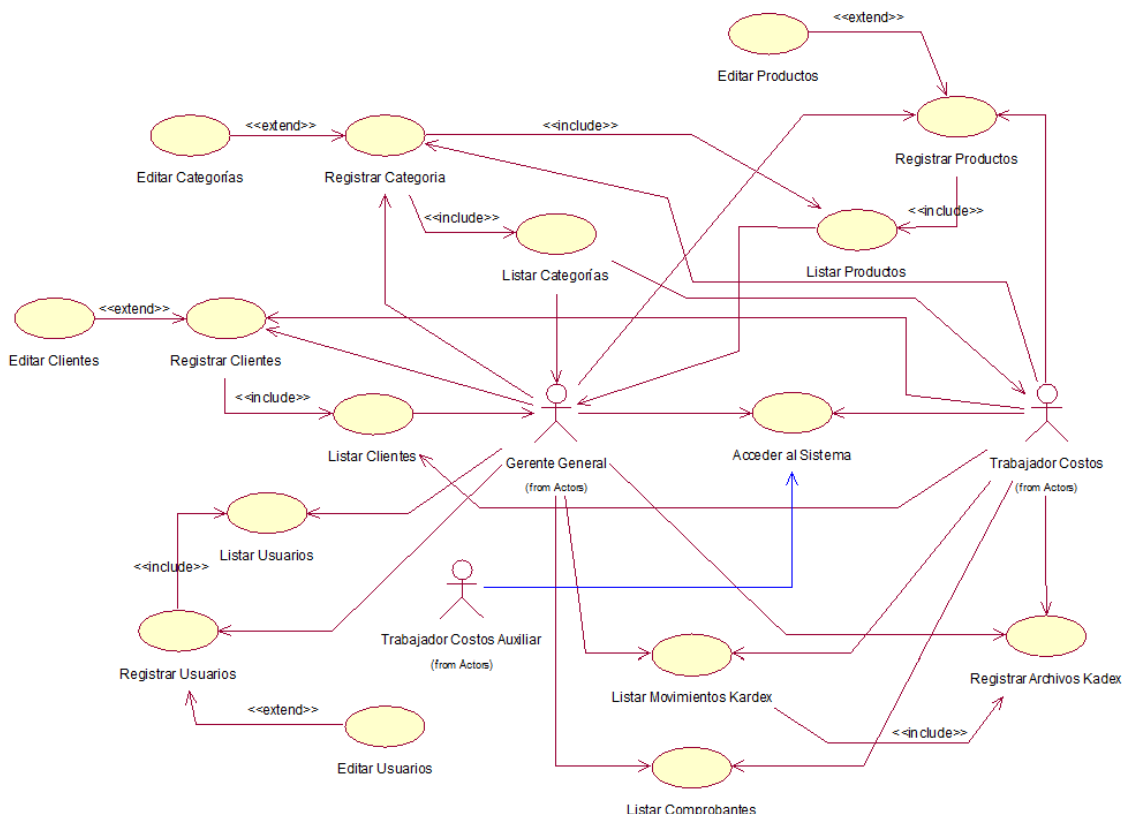 <<extend>>
Editar Productos
<<extend>>
<<include>>
Editar Categorías
Registrar Categoria
Registrar Productos
<<include>>
<<include>>
Listar Categorías
Listar Productos
<<extend>>
Editar Clientes
Registrar Clientes
<<include>>
Listar Clientes
Gerente General
(from Actors)
Acceder al Sistema
Trabajador Costos
(from Actors)
Listar Usuarios
<<include>>
Trabajador Costos Auxiliar
(from Actors)
Registrar Usuarios
Listar Movimientos Kardex
Registrar Archivos Kadex
<<extend>>
<<include>>
Editar Usuarios
Listar Comprobantes